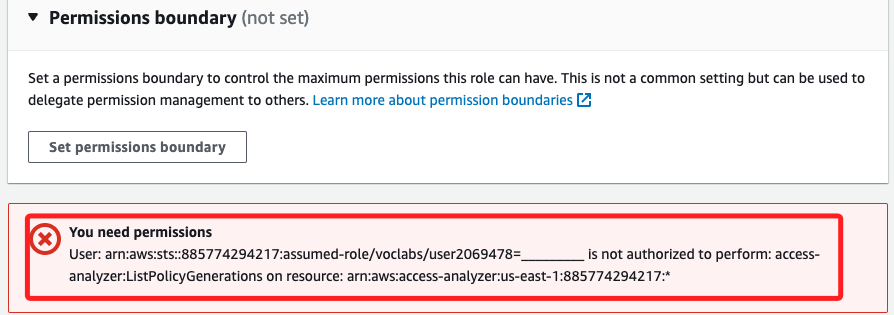 Permissions boundary (not set)
Set a permissions boundary to control the maximum permissions this role can have. This is not a common setting but can be used to
delegate permission management to others. Learn more about permission boundaries
Set permissions boundary
You need permissions
User: arn:aws:sts::885774294217:assumed-role/voclabs/user2069478=_________ is not authorized to perform: access-
analyzer:ListPolicyGenerations on resource: arn:aws:access-analyzer:us-east-1:885774294217:*